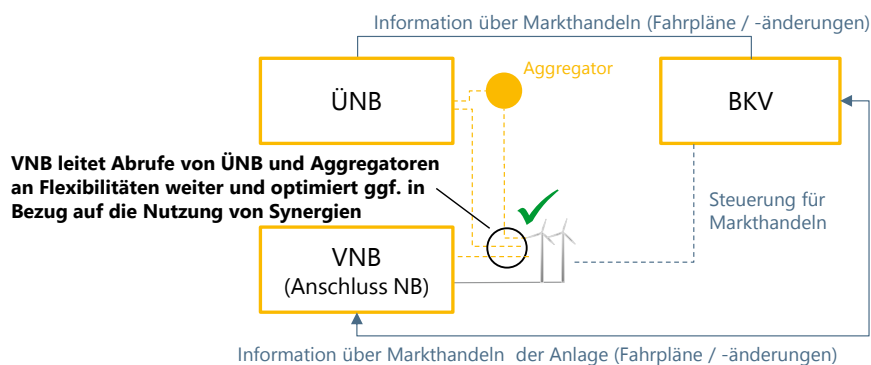 Information über Markthandeln (Fahrpläne / -änderungen)
Aggregator
ÜNB
BKV
VNB leitet Abrufe von ÜNB und Aggregatoren
an Flexibilitäten weiter und optimiert ggf. in
Bezug auf die Nutzung von Synergien
Steuerung für
Markthandeln
VNB
(Anschluss NB)
Information über Markthandeln der Anlage (Fahrpläne / -änderungen)